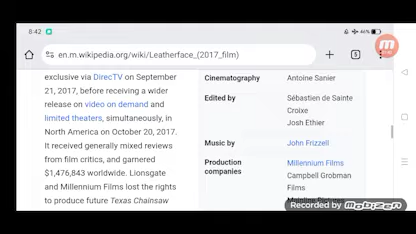 8:42
46%
en.m.wikipedia.org/wiki/Leatherface_(2017_film)
5
exclusive via DirecTV on September
21, 2017, before receiving a wider
release on video on demand and
limited theaters, simultaneously, in
North America on October 20, 2017.
It received generally mixed reviews
from film critics, and garnered
$1,476,843 worldwide. Lionsgate
and Millennium Films lost the rights
to produce future Texas Chainsaw
Cinematography Antoine Sanier
Edited by Sébastien de Sainte
Croixe
Josh Ethier
Music by John Frizzell
Production Millennium Films
companies Campbell Grobman
Films
Mainline Pictures
Recorded by mobizen